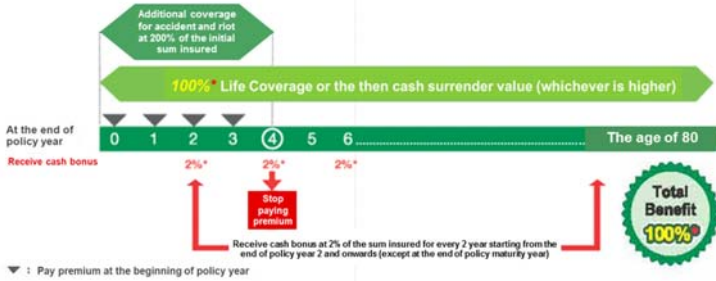 Additional coverage
for accident and riot
at 200% of the initial
sum insured
100%* Life Coverage or the then cash surrender value (whichever is higher)
At the end of
policy year
0 1 2 3 4 5 6 The age of 80
Receive cash bonus
2%* 2%* 2%*
Stop
paying
premium
Total
Benefit
100%*
Receive cash bonus at 2% of the sum insured for every 2 year starting from the
end of policy year 2 and onwards (except at the end of policy maturity year)
▼ : Pay premium at the beginning of policy year